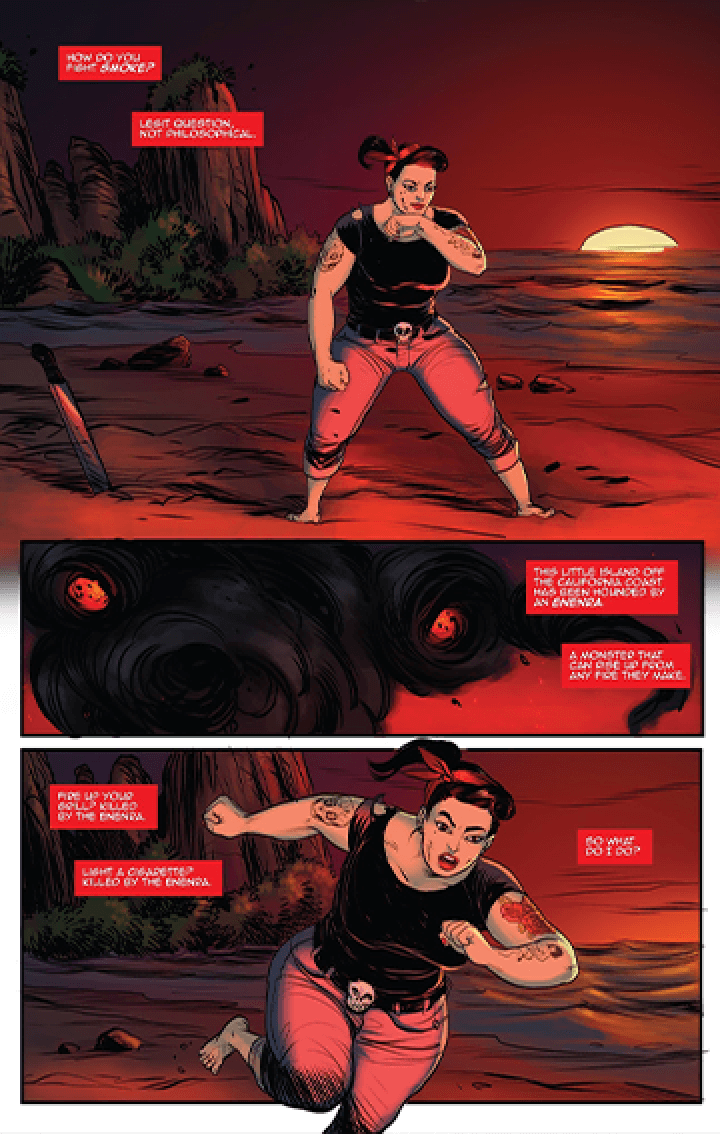 HOW DO YOU
FIGHT SMOKE?
LEGIT QUESTION,
NOT PHILOSOPHICAL.
THIS LITTLE ISLAND OFF
THE CALIFORNIA COAST
HAS BEEN HOUNDED BY
AN ENENRA.
A MONSTER THAT
CAN RISE UP FROM
ANY FIRE THEY MAKE.
FIRE UP YOUR
GRILL? KILLED
BY THE ENENRA.
LIGHT A CIGARETTE?
KILLED BY THE ENENRA.
SO WHAT
DO I DO?